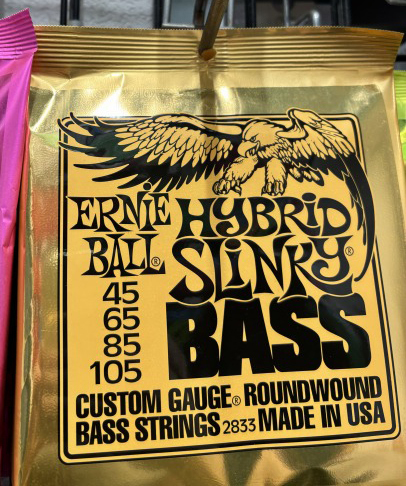 ERNIE BALL®
HYBRID SLINKY®
BASS
45
65
85
105
CUSTOM GAUGE® ROUNDWOUND
BASS STRINGS 2833 MADE IN USA